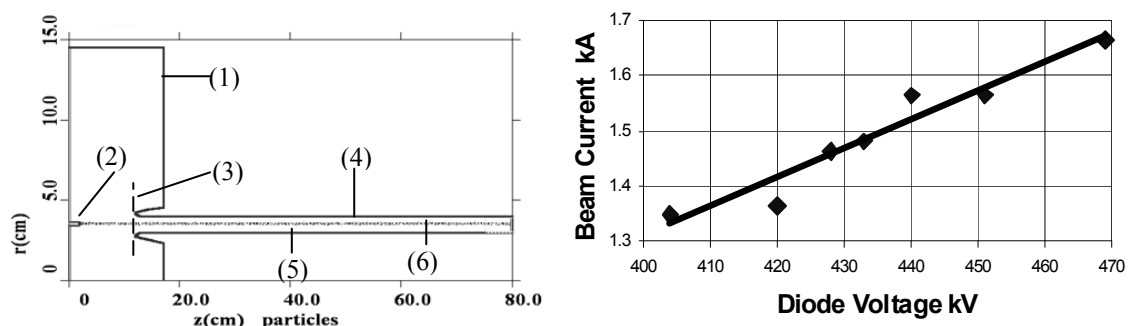 15.0
10.0
5.0
0
r(cm)
(1)
(2)
(3)
(4)
(5)
(6)
0 20.0 40.0 60.0 80.0
z(cm) particles
Beam Current kA
1.7
1.6
1.5
1.4
1.3
400 410 420 430 440 450 460 470
Diode Voltage kV